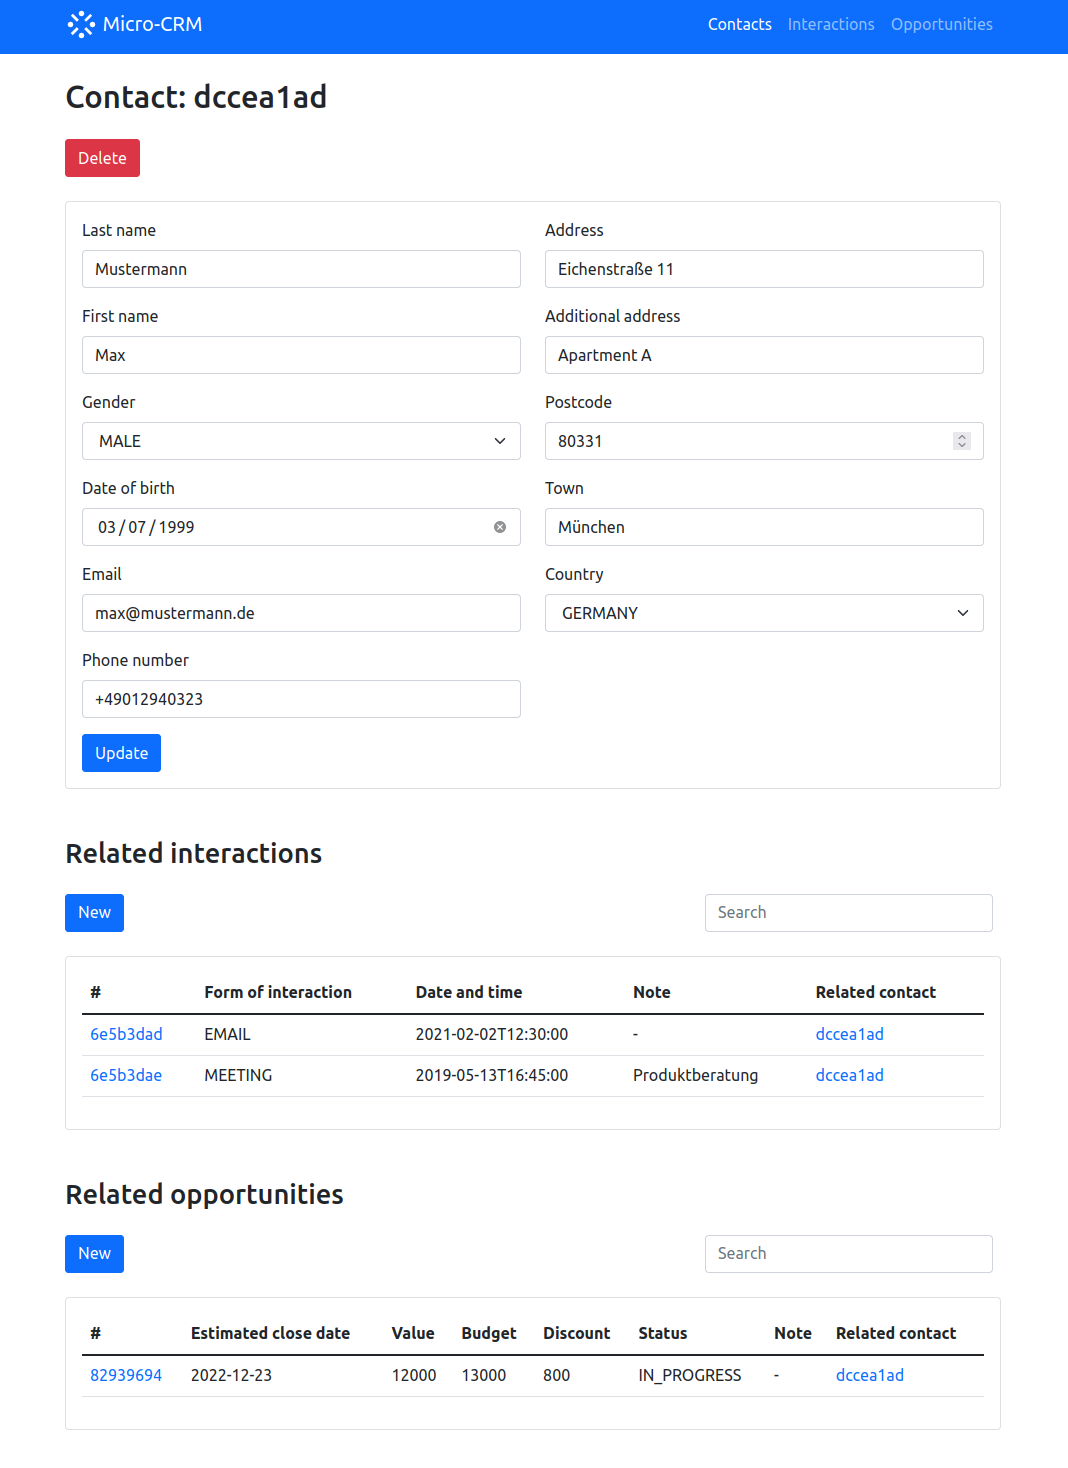 Micro-CRM Contacts Interactions Opportunities
Contact: dccea1ad
Delete
Last name
Mustermann
First name
Max
Gender
MALE
Date of birth
03/07/1999
Email
max@mustermann.de
Phone number
+49012940323
Update
Address
Eichenstraße 11
Additional address
Apartment A
Postcode
80331
Town
München
Country
GERMANY
Related interactions
New Search
# Form of interaction Date and time Note Related contact
6e5b3dad EMAIL 2021-02-02T12:30:00 - dccea1ad
6e5b3dae MEETING 2019-05-13T16:45:00 Produktberatung dccea1ad
Related opportunities
New Search
# Estimated close date Value Budget Discount Status Note Related contact
82939694 2022-12-23 12000 13000 800 IN_PROGRESS - dccea1ad